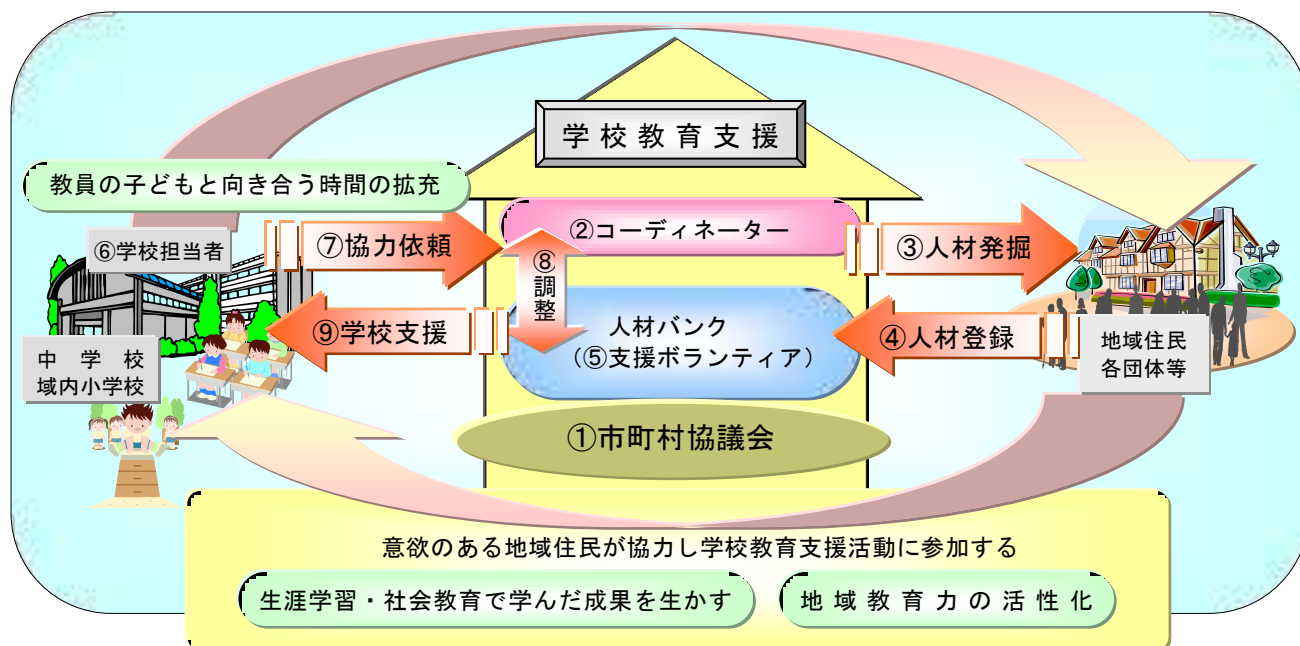 学校教育支援
教員の子どもと向き合う時間の拡充
②コーディネーター
⑥学校担当者
⑦協力依頼
③人材発掘
⑧調整
⑨学校支援
人材バンク
（⑤支援ボランティア）
④人材登録
地域住民
各団体等
中学校
域内小学校
①市町村協議会
意欲のある地域住民が協力し学校教育支援活動に参加する
生涯学習・社会教育で学んだ成果を生かす
地域教育力の活性化